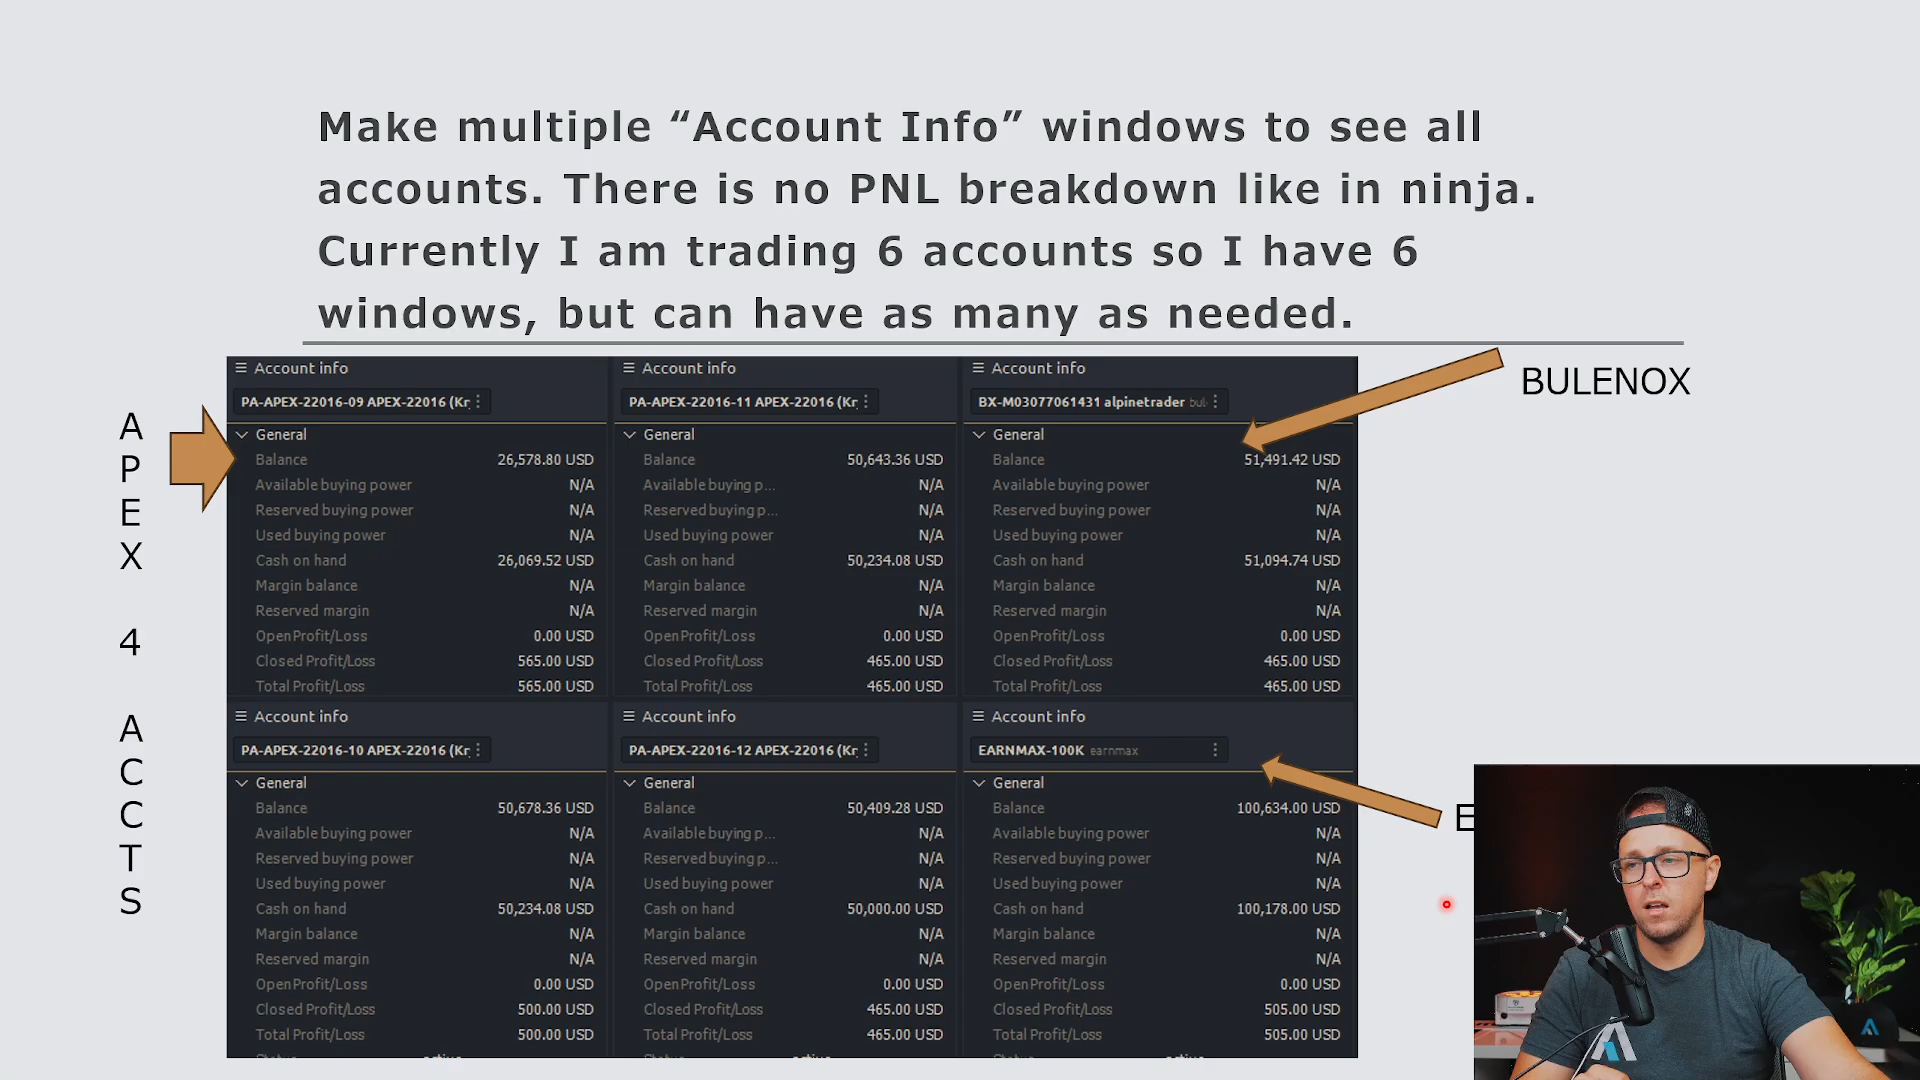 Make multiple “Account Info” windows to see all
accounts. There is no PNL breakdown like in ninja.
Currently I am trading 6 accounts so I have 6
windows, but can have as many as needed.
BULENOX
APEX 4 ACCTS
Account info
PA-APEX-22016-09 APEX-22016 (Kr
General
Balance 26,578.80 USD
Available buying power N/A
Reserved buying power N/A
Used buying power N/A
Cash on hand 26,069.52 USD
Margin balance N/A
Reserved margin N/A
Open Profit/Loss 0.00 USD
Closed Profit/Loss 565.00 USD
Total Profit/Loss 565.00 USD
Account info
PA-APEX-22016-11 APEX-22016 (Kr
General
Balance 50,643.36 USD
Available buying p... N/A
Reserved buying p... N/A
Used buying power N/A
Cash on hand 50,234.08 USD
Margin balance N/A
Reserved margin N/A
Open Profit/Loss 0.00 USD
Closed Profit/Loss 465.00 USD
Total Profit/Loss 465.00 USD
Account info
BX-M03077061431 alpinetrader bul
General
Balance 51,491.42 USD
Available buying power N/A
Reserved buying power N/A
Used buying power N/A
Cash on hand 51,094.74 USD
Margin balance N/A
Reserved margin N/A
Open Profit/Loss 0.00 USD
Closed Profit/Loss 465.00 USD
Total Profit/Loss 465.00 USD
Account info
PA-APEX-22016-10 APEX-22016 (Kr
General
Balance 50,678.36 USD
Available buying power N/A
Reserved buying power N/A
Used buying power N/A
Cash on hand 50,234.08 USD
Margin balance N/A
Reserved margin N/A
Open Profit/Loss 0.00 USD
Closed Profit/Loss 500.00 USD
Total Profit/Loss 500.00 USD
Account info
PA-APEX-22016-12 APEX-22016 (Kr
General
Balance 50,409.28 USD
Available buying p... N/A
Reserved buying p... N/A
Used buying power N/A
Cash on hand 50,000.00 USD
Margin balance N/A
Reserved margin N/A
Open Profit/Loss 0.00 USD
Closed Profit/Loss 465.00 USD
Total Profit/Loss 465.00 USD
Account info
EARNMAX-100K earnmax
General
Balance 100,634.00 USD
Available buying power N/A
Reserved buying power N/A
Used buying power N/A
Cash on hand 100,178.00 USD
Margin balance N/A
Reserved margin N/A
Open Profit/Loss 0.00 USD
Closed Profit/Loss 505.00 USD
Total Profit/Loss 505.00 USD